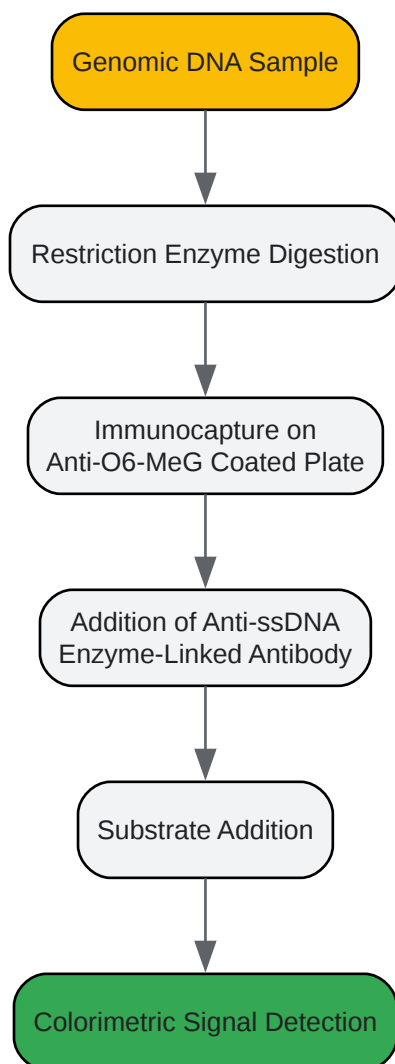 Genomic DNA Sample
Restriction Enzyme Digestion
Immunocapture on
Anti-O6-MeG Coated Plate
Addition of Anti-ssDNA
Enzyme-Linked Antibody
Substrate Addition
Colorimetric Signal Detection